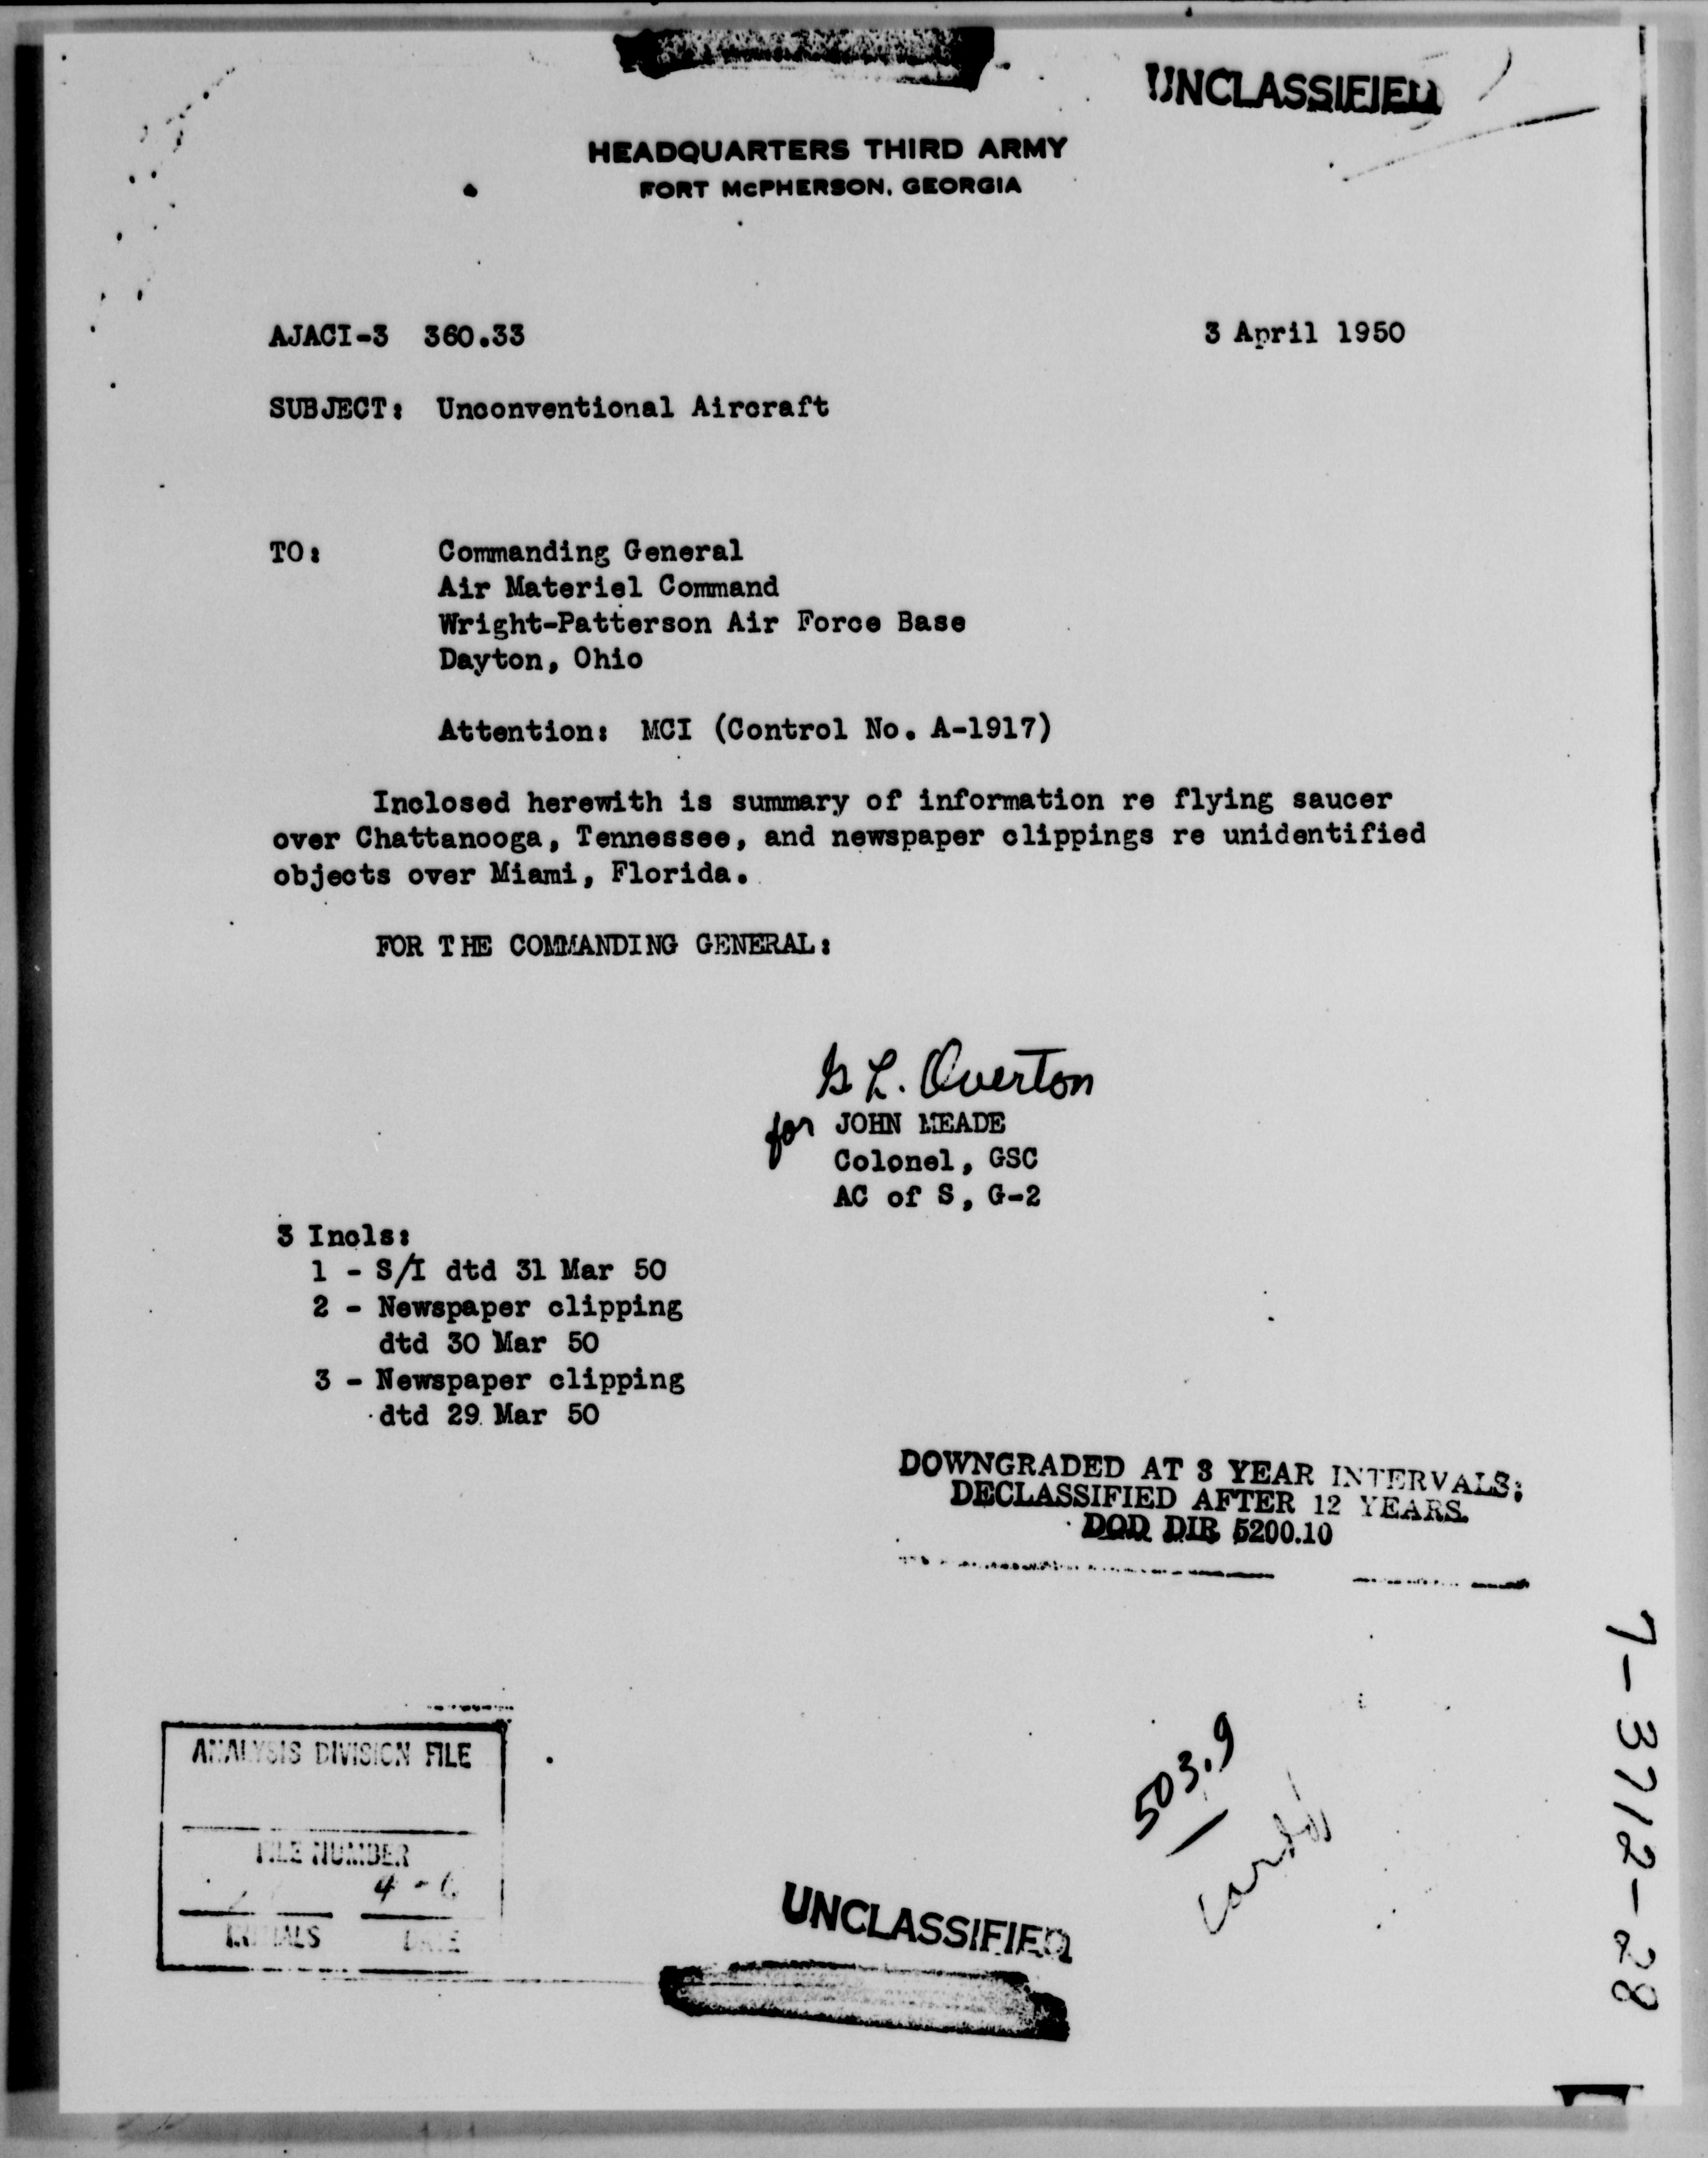 UNCLASSIFIED
HEADQUARTERS THIRD ARMY
FORT McPHERSON, GEORGIA
AJACI-3 360.33
3 April 1950
SUBJECT: Unconventional Aircraft
TO: Commanding General
Air Materiel Command
Wright-Patterson Air Force Base
Dayton, Ohio
Attention: MCI (Control No. A-1917)
Inclosed herewith is summary of information re flying saucer
over Chattanooga, Tennessee, and newspaper clippings re unidentified
objects over Miami, Florida.
FOR THE COMMANDING GENERAL:
L. Overton
for JOHN MEADE
Colonel, GSC
AC of S, G-2
3 Incls:
1 - S/I dtd 31 Mar 50
2 - Newspaper clipping
dtd 30 Mar 50
3 - Newspaper clipping
dtd 29 Mar 50
DOWNGRADED AT 3 YEAR INTERVALS;
DECLASSIFIED AFTER 12 YEARS.
DOD DIR 5200.10
7-3712-28
ANALYSIS DIVISION FILE
FILE NUMBER
4-6
INITIALS DATE
503.9
UNCLASSIFIED